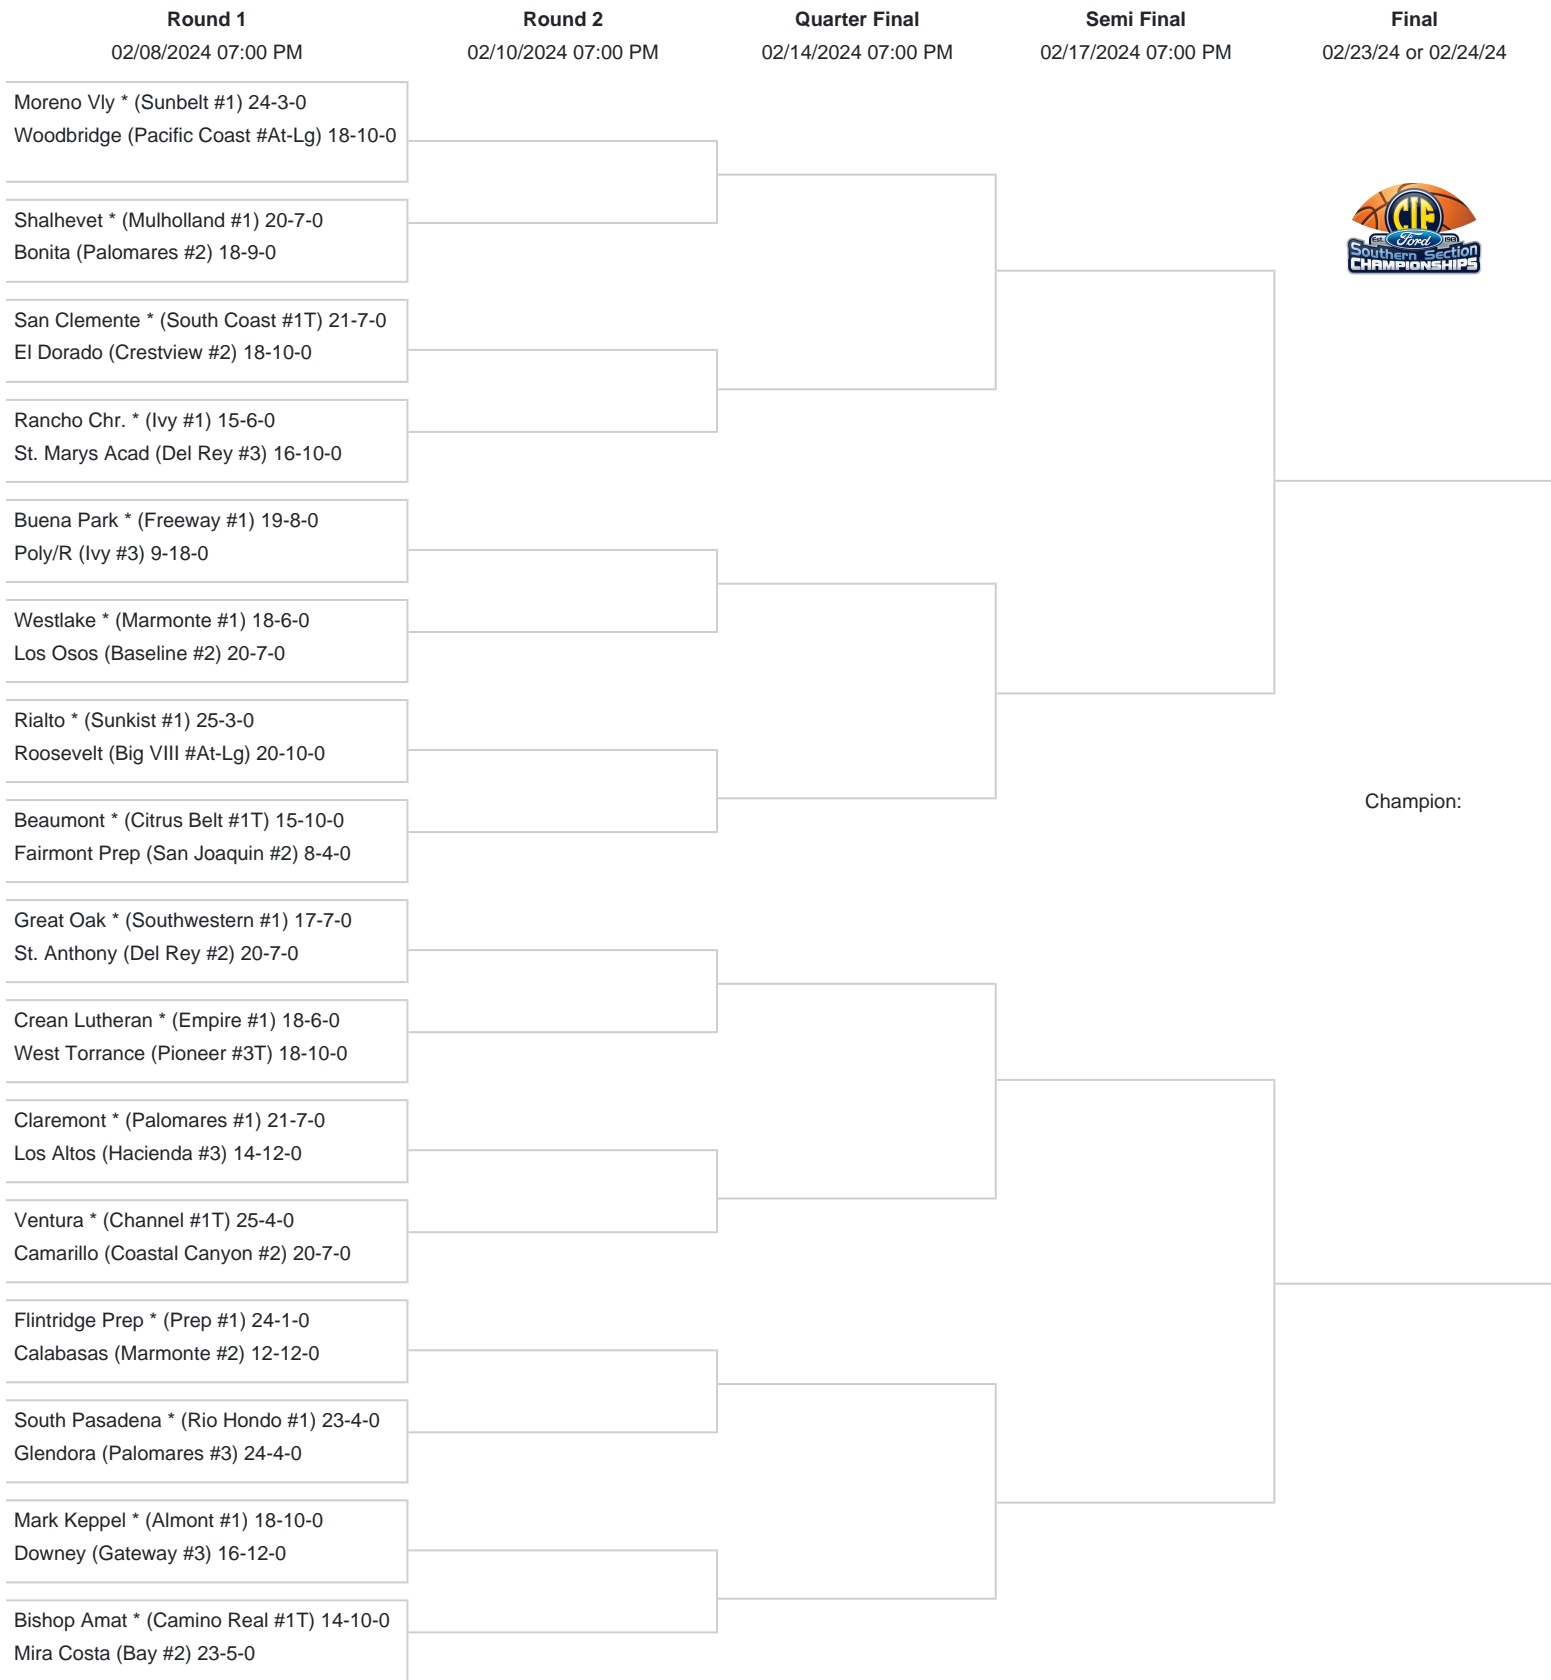 Round 1
02/08/2024 07:00 PM
Round 2
02/10/2024 07:00 PM
Quarter Final
02/14/2024 07:00 PM
Semi Final
02/17/2024 07:00 PM
Final
02/23/24 or 02/24/24
Moreno Vly * (Sunbelt #1) 24-3-0
Woodbridge (Pacific Coast #At-Lg) 18-10-0
Shalhevet * (Mulholland #1) 20-7-0
Bonita (Palomares #2) 18-9-0
San Clemente * (South Coast #1T) 21-7-0
El Dorado (Crestview #2) 18-10-0
Rancho Chr. * (Ivy #1) 15-6-0
St. Marys Acad (Del Rey #3) 16-10-0
Buena Park * (Freeway #1) 19-8-0
Poly/R (Ivy #3) 9-18-0
Westlake * (Marmonte #1) 18-6-0
Los Osos (Baseline #2) 20-7-0
Rialto * (Sunkist #1) 25-3-0
Roosevelt (Big VIII #At-Lg) 20-10-0
Beaumont * (Citrus Belt #1T) 15-10-0
Fairmont Prep (San Joaquin #2) 8-4-0
Great Oak * (Southwestern #1) 17-7-0
St. Anthony (Del Rey #2) 20-7-0
Crean Lutheran * (Empire #1) 18-6-0
West Torrance (Pioneer #3T) 18-10-0
Claremont * (Palomares #1) 21-7-0
Los Altos (Hacienda #3) 14-12-0
Ventura * (Channel #1T) 25-4-0
Camarillo (Coastal Canyon #2) 20-7-0
Flintridge Prep * (Prep #1) 24-1-0
Calabasas (Marmonte #2) 12-12-0
South Pasadena * (Rio Hondo #1) 23-4-0
Glendora (Palomares #3) 24-4-0
Mark Keppel * (Almont #1) 18-10-0
Downey (Gateway #3) 16-12-0
Bishop Amat * (Camino Real #1T) 14-10-0
Mira Costa (Bay #2) 23-5-0
CIF
Est. Ford 1913
Southern Section
CHAMPIONSHIPS
Champion: